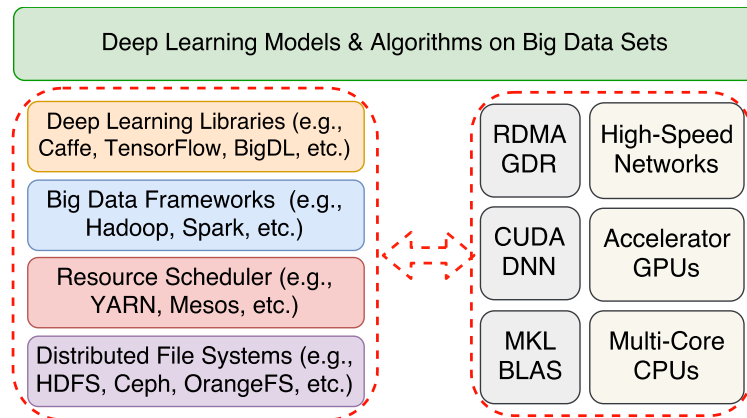 Deep Learning Models & Algorithms on Big Data Sets
Deep Learning Libraries (e.g.,
Caffe, TensorFlow, BigDL, etc.)
Big Data Frameworks (e.g.,
Hadoop, Spark, etc.)
Resource Scheduler (e.g.,
YARN, Mesos, etc.)
Distributed File Systems (e.g.,
HDFS, Ceph, OrangeFS, etc.)
RDMA
GDR
High-Speed
Networks
CUDA
DNN
Accelerator
GPUs
MKL
BLAS
Multi-Core
CPUs